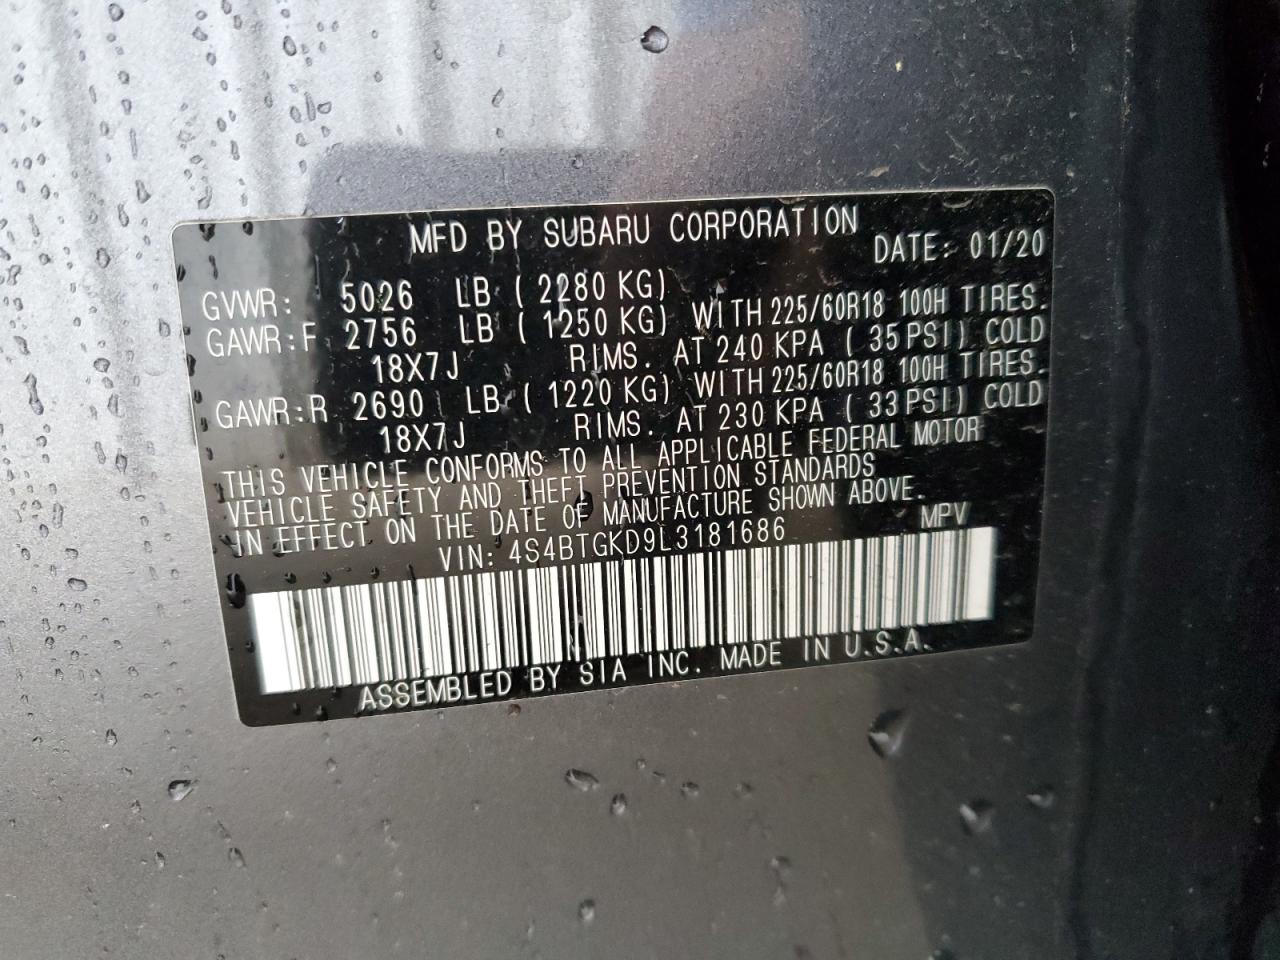 MFD BY SUBARU CORPORATION
DATE: 01/20
GVWR: 5026 LB ( 2280 KG)
GAWR:F 2756 LB ( 1250 KG) WITH 225/60R18 100H TIRES.
18X7J RIMS. AT 240 KPA ( 35 PSI) COLD
GAWR:R 2690 LB ( 1220 KG) WITH 225/60R18 100H TIRES.
18X7J RIMS. AT 230 KPA ( 33 PSI) COLD
THIS VEHICLE CONFORMS TO ALL APPLICABLE FEDERAL MOTOR
VEHICLE SAFETY AND THEFT PREVENTION STANDARDS
IN EFFECT ON THE DATE OF MANUFACTURE SHOWN ABOVE.
VIN: 4S4BTGKD9L3181686 MPV
ASSEMBLED BY SIA INC. MADE IN U.S.A.